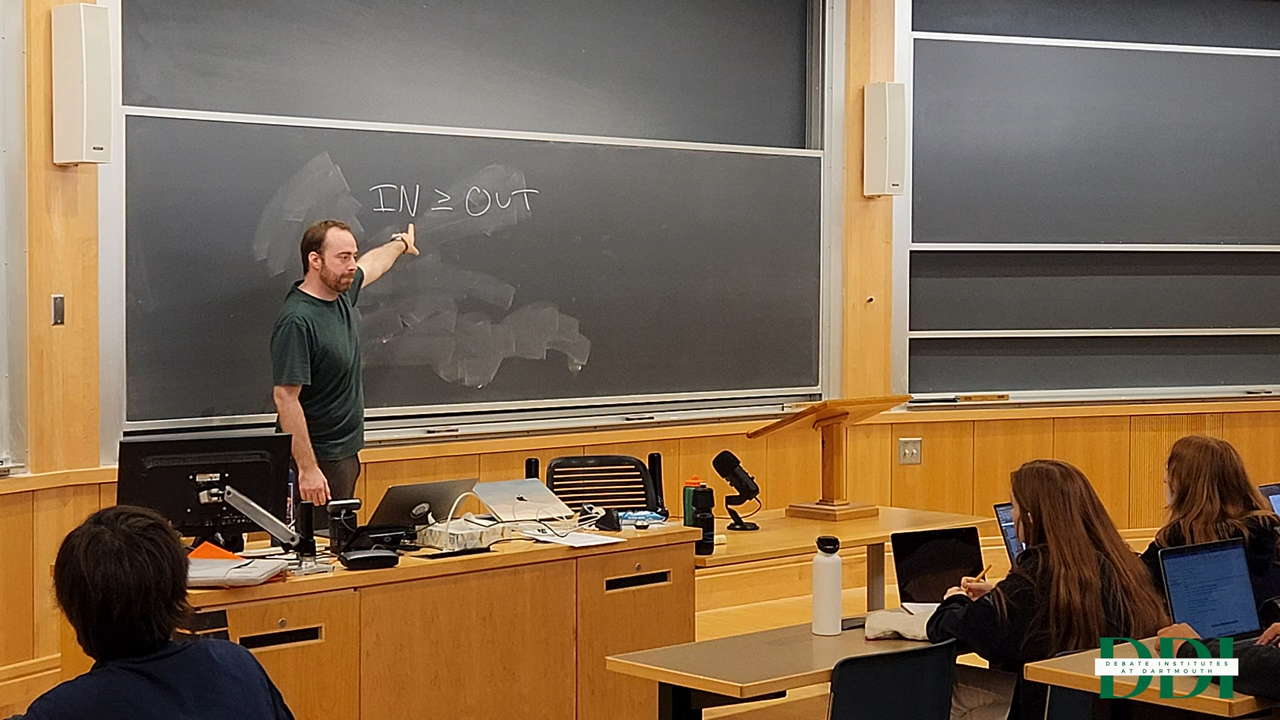 IN ≥ OUT
DDI
DEBATE INSTITUTES
AT DARTMOUTH